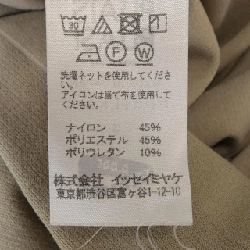 30
F W
洗濯ネットを使用してください。
アイロンは当て布を使用して下さい。
ナイロン 45%
ポリエステル 45%
ポリウレタン 10%
株式会社 イッセイミヤケ
東京都渋谷区富ヶ谷1-12-10